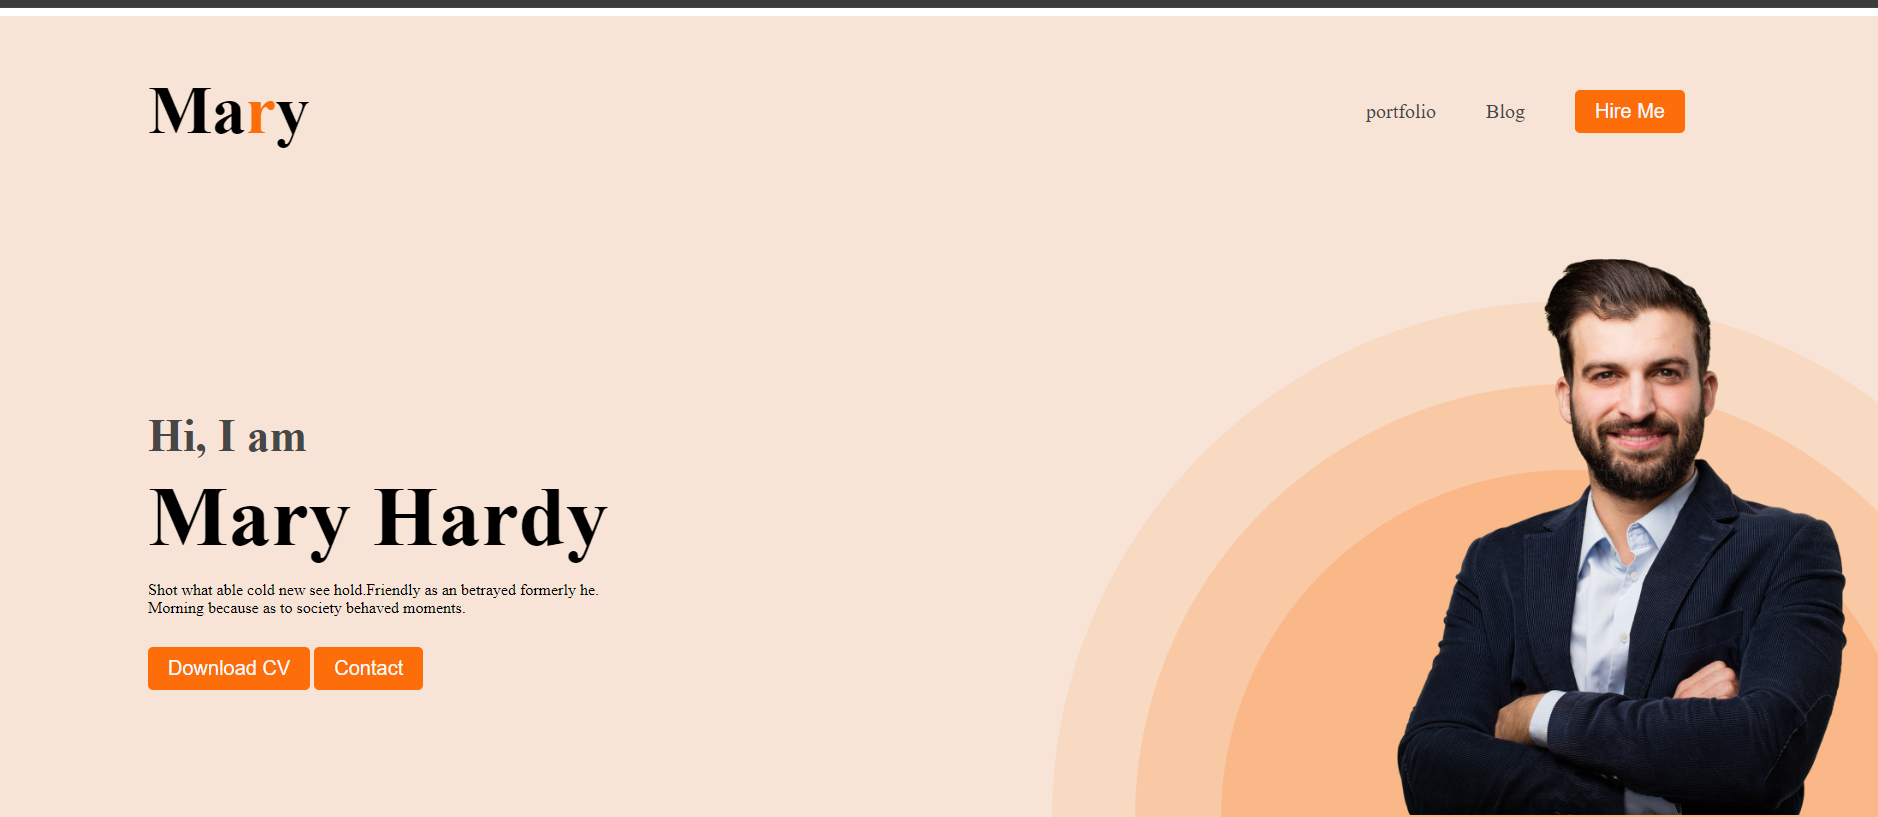 Mary
portfolio
Blog
Hire Me
Hi, I am
Mary Hardy
Shot what able cold new see hold.Friendly as an betrayed formerly he.
Morning because as to society behaved moments.
Download CV
Contact